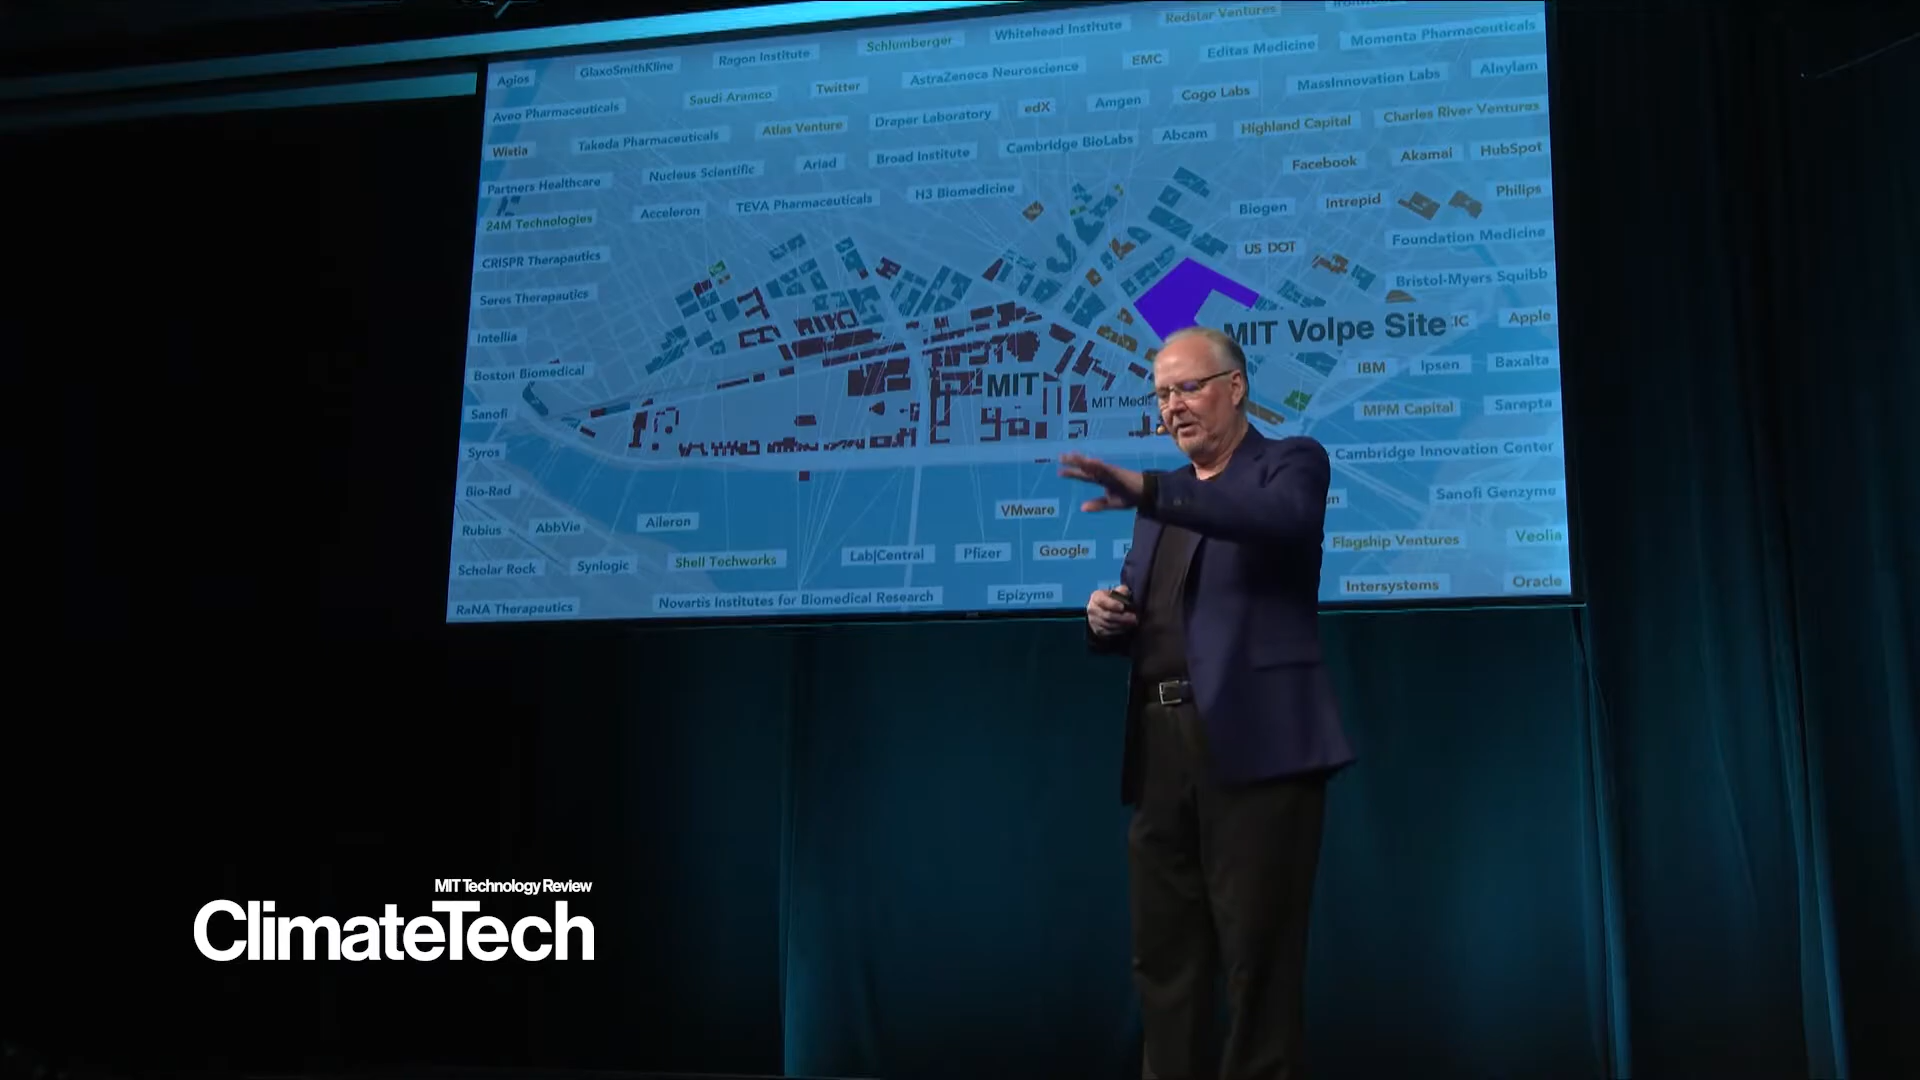 Redstar Ventures
Schlumberger
Whitehead Institute
Momenta Pharmaceuticals
Editas Medicine
Ragon Institute
EMC
GlaxoSmithKline
AstraZeneca Neuroscience
Alnylam
MassInnovation Labs
Agios
Saudi Aramco
Twitter
Cogo Labs
Aveo Pharmaceuticals
Draper Laboratory
edX
Amgen
Charles River Ventures
Takeda Pharmaceuticals
Atlas Venture
Highland Capital
Wistia
Cambridge BioLabs
Abcam
Ariad
Broad Institute
Facebook
Akamai
HubSpot
Partners Healthcare
Nucleus Scientific
H3 Biomedicine
Philips
24M Technologies
Acceleron
TEVA Pharmaceuticals
Biogen
Intrepid
US DOT
Foundation Medicine
CRISPR Therapeutics
Bristol-Myers Squibb
Seres Therapeutics
MIT Volpe Site
Apple
Intellia
Boston Biomedical
MIT
IBM
Ipsen
Baxalta
Sanofi
MIT Medi
MPM Capital
Sarepta
Syros
Cambridge Innovation Center
Bio-Rad
VMware
Sanofi Genzyme
Rubius
AbbVie
Aileron
Flagship Ventures
Veolia
Scholar Rock
Synlogic
Shell Techworks
Lab|Central
Pfizer
Google
RaNA Therapeutics
Novartis Institutes for Biomedical Research
Epizyme
Intersystems
Oracle
MIT Technology Review
ClimateTech